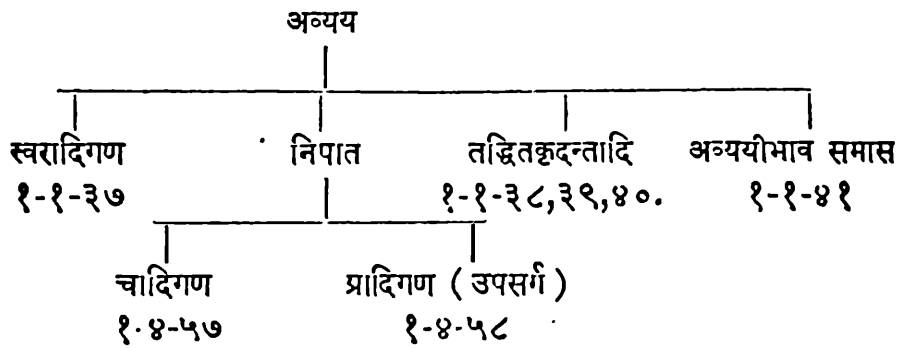 अव्यय
स्वरादिगण निपात तद्धितकृदन्तादि अव्ययीभाव समास
१-१-३७ १-१-३८,३९,४०. १-१-४१
चादिगण प्रादिगण ( उपसर्ग )
१·४-५७ १-४-५८